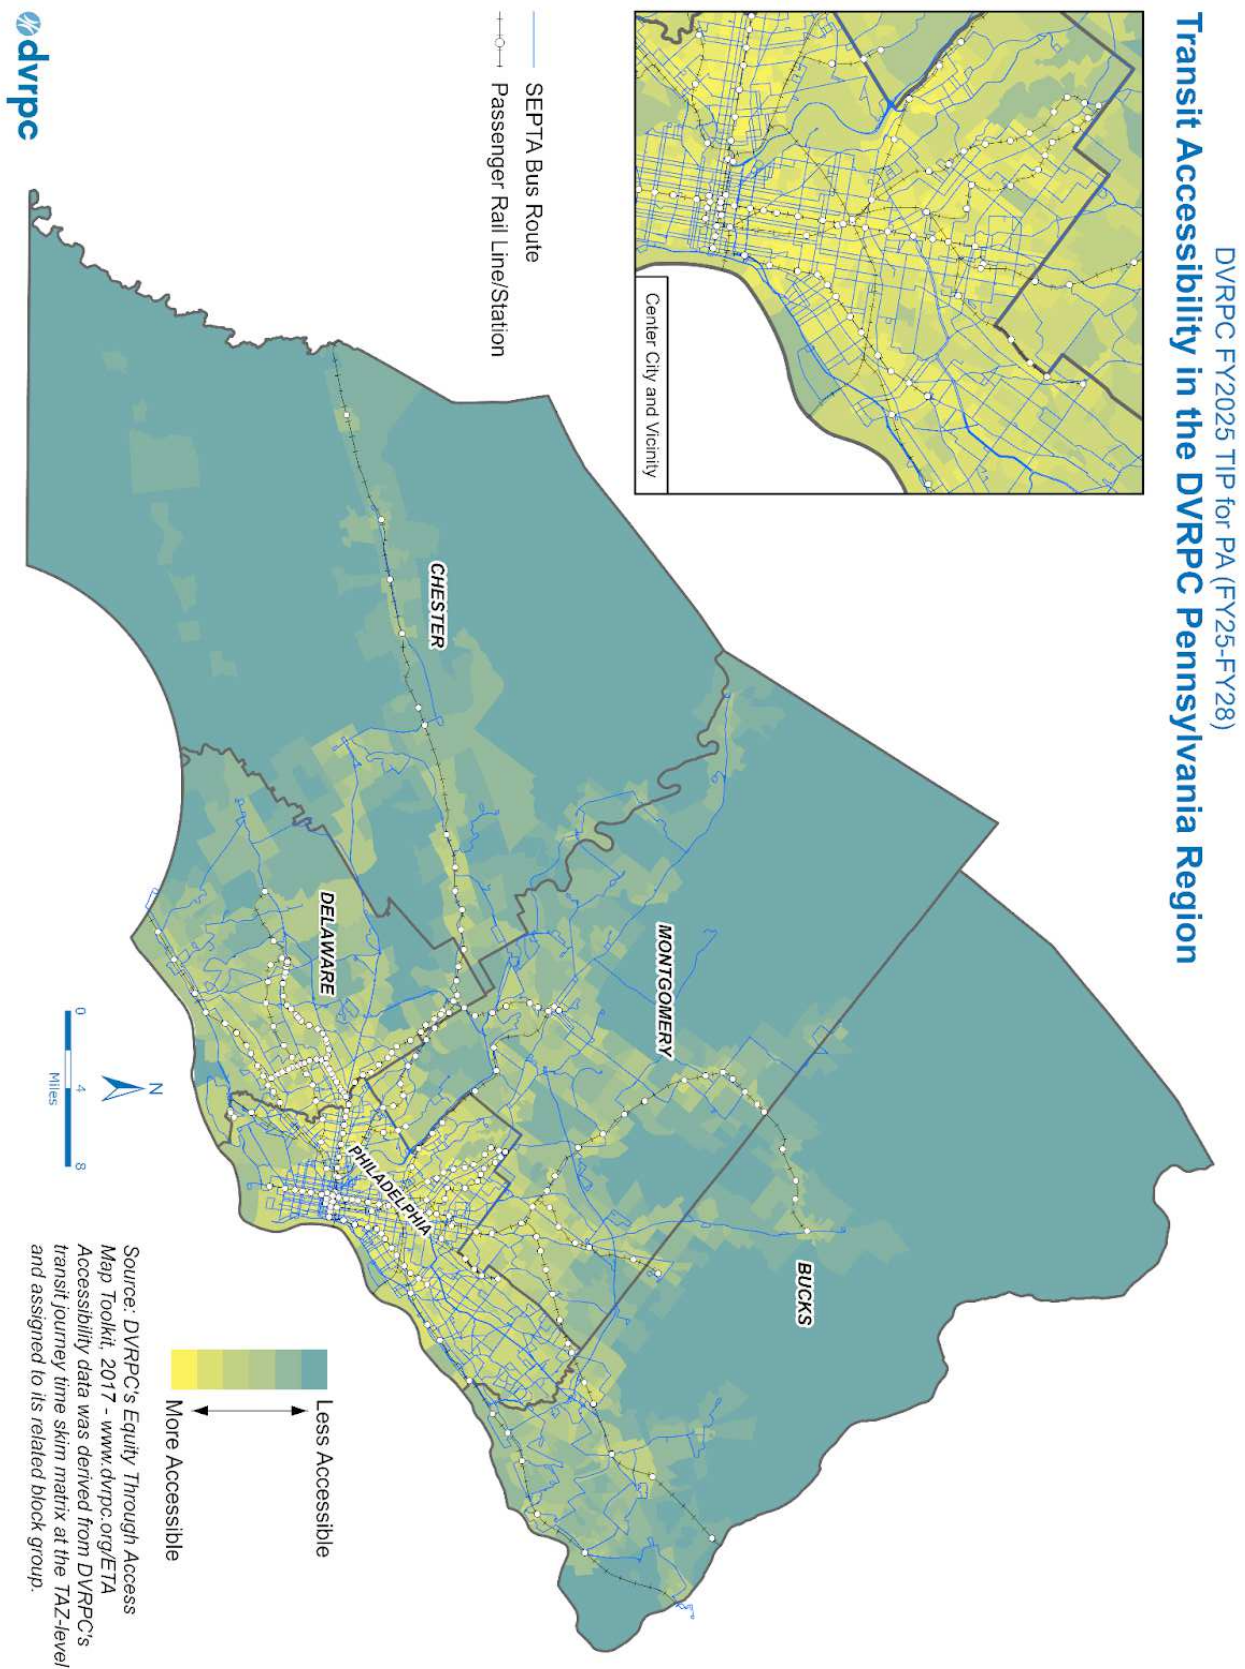 DVRPC FY2025 TIP for PA (FY25-FY28)
Transit Accessibility in the DVRPC Pennsylvania Region
Center City and Vicinity
SEPTA Bus Route
Passenger Rail Line/Station
CHESTER
MONTGOMERY
BUCKS
DELAWARE
PHILADELPHIA
N
0 4 8
Miles
Less Accessible
More Accessible
Source: DVRPC's Equity Through Access
Map Toolkit, 2017 - www.dvrpc.org/ETA
Accessibility data was derived from DVRPC's
transit journey time skim matrix at the TAZ-level
and assigned to its related block group.
dvrpc